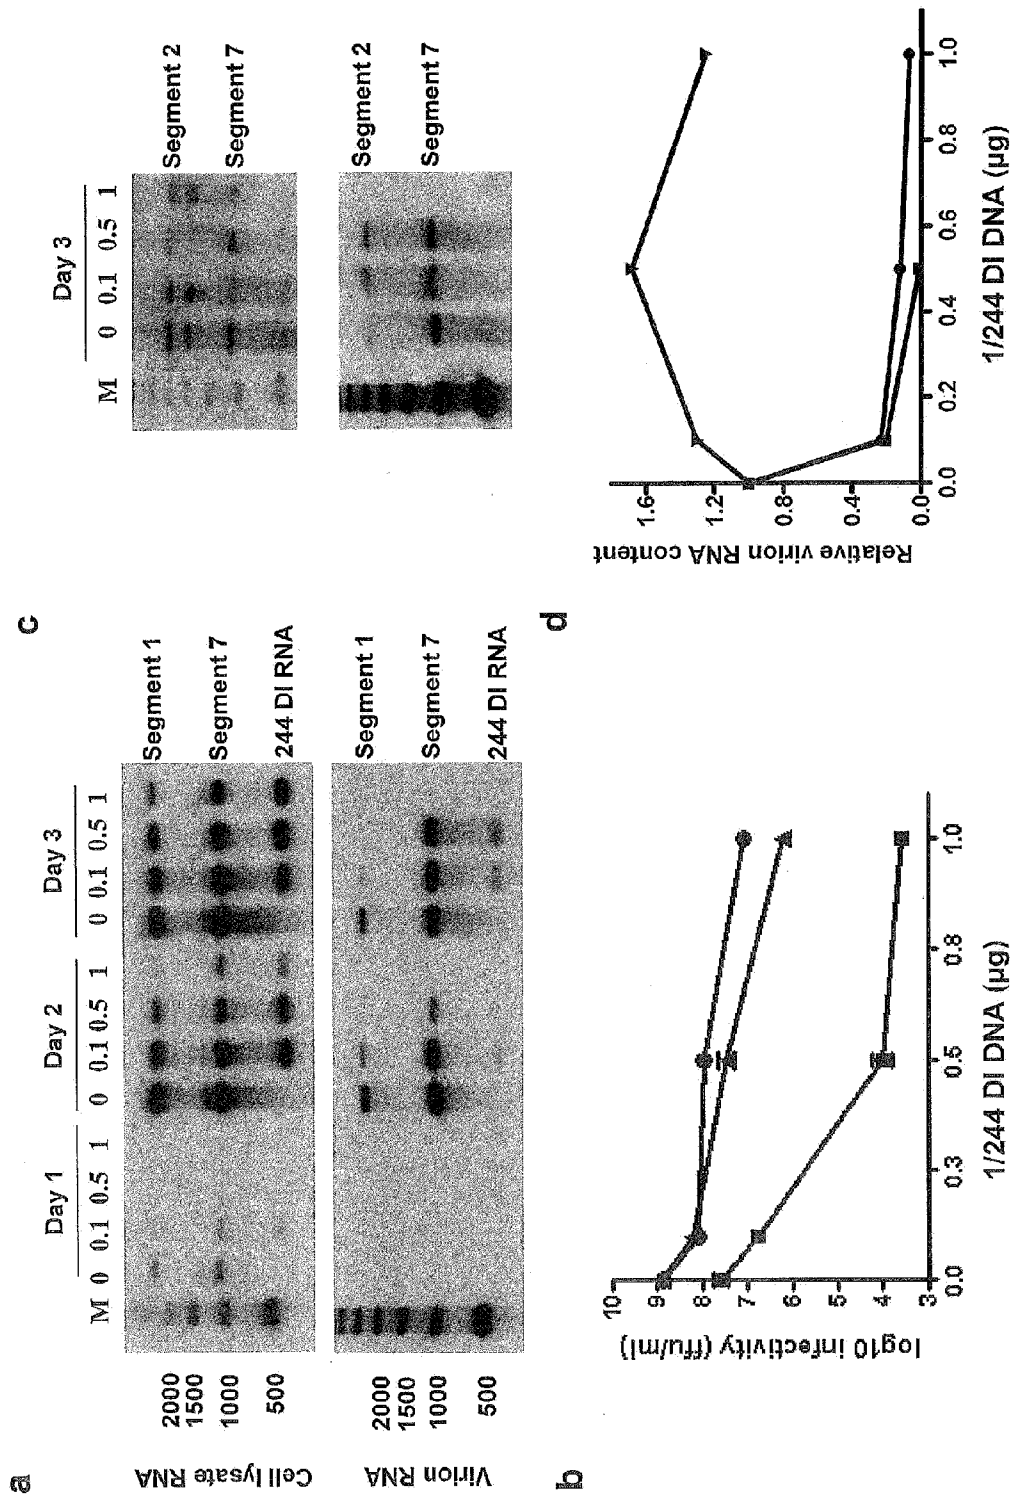 a
Day 1
Day 2
Day 3
M 0 0.1 0.5 1 0 0.1 0.5 1 0 0.1 0.5 1
2000
1500
1000
500
Cell lysate RNA
Segment 1
Segment 7
244 DI RNA
2000
1500
1000
500
Virion RNA
Segment 1
Segment 7
244 DI RNA
c
Day 3
M 0 0.1 0.5 1
Segment 2
Segment 7
Segment 2
Segment 7
b
log10 infectivity (ffu/ml)
10
9
8
7
6
5
4
3
0.0 0.3 0.5 0.8 1.0
1/244 DI DNA (µg)
d
Relative virion RNA content
1.6
1.2
0.8
0.4
0.0
0.0 0.2 0.4 0.6 0.8 1.0
1/244 DI DNA (µg)